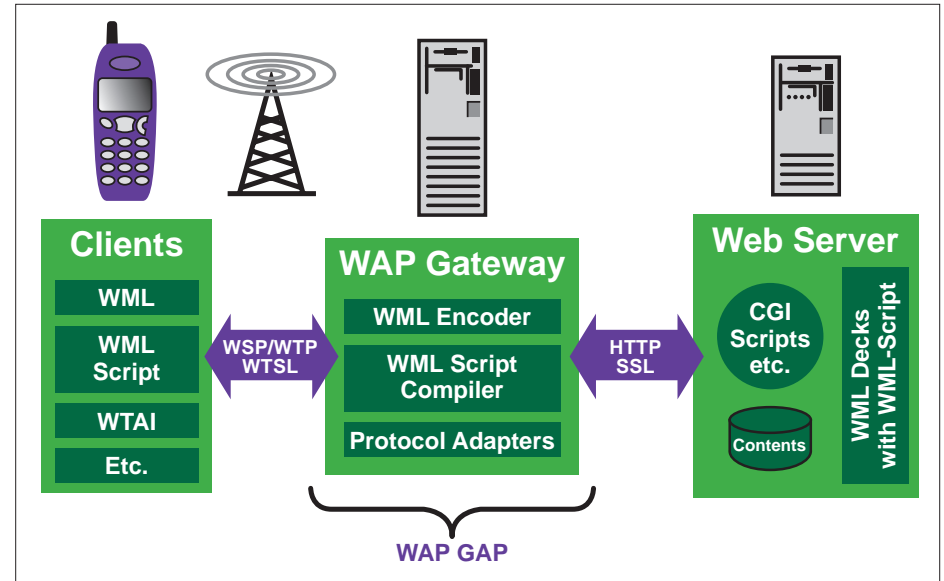 Clients
WML
WML
Script
WTAI
Etc.
WSP/WTP
WTSL
WAP Gateway
WML Encoder
WML Script
Compiler
Protocol Adapters
HTTP
SSL
Web Server
CGI
Scripts
etc.
Contents
WML Decks
with WML-Script
WAP GAP